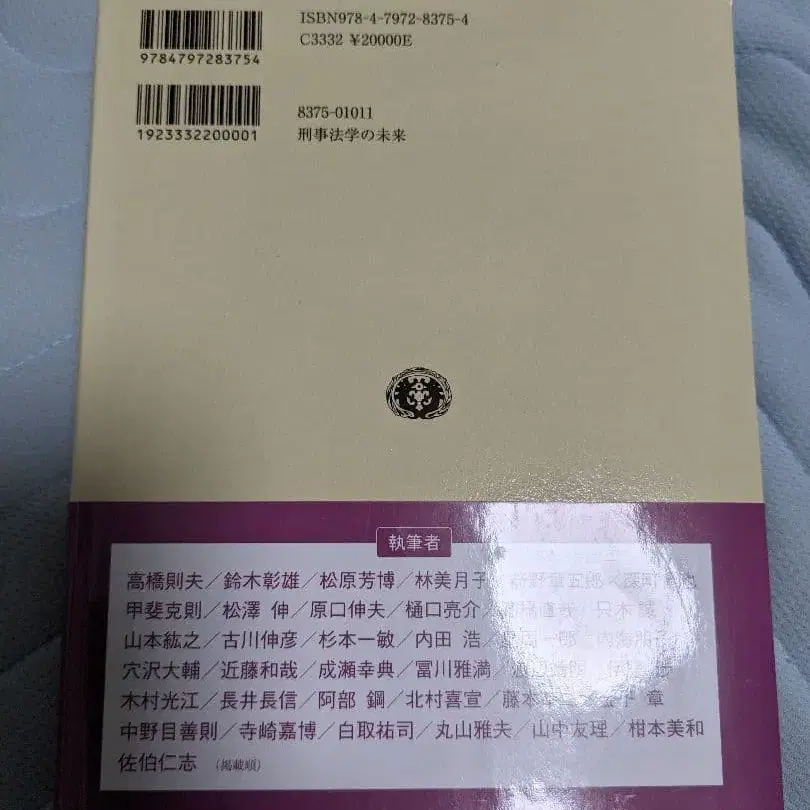 ISBN978-4-7972-8375-4
C3332 ¥20000E
9784797283754
8375-01011
1923332200001
刑事法学の未来
執筆者
高橋則夫／鈴木彰雄／松原芳博／林美月子
甲斐克則／松澤 伸／原口伸夫／樋口亮介／
山本紘之／古川伸彦／杉本一敏／内田 浩／
穴沢大輔／近藤和哉／成瀬幸典／冨川雅満／
木村光江／長井長信／阿部 鋼／北村喜宣／藤本 章
中野目善則／寺崎嘉博／白取祐司／丸山雅夫／山中友理／柑本美和
佐伯仁志 （掲載順）